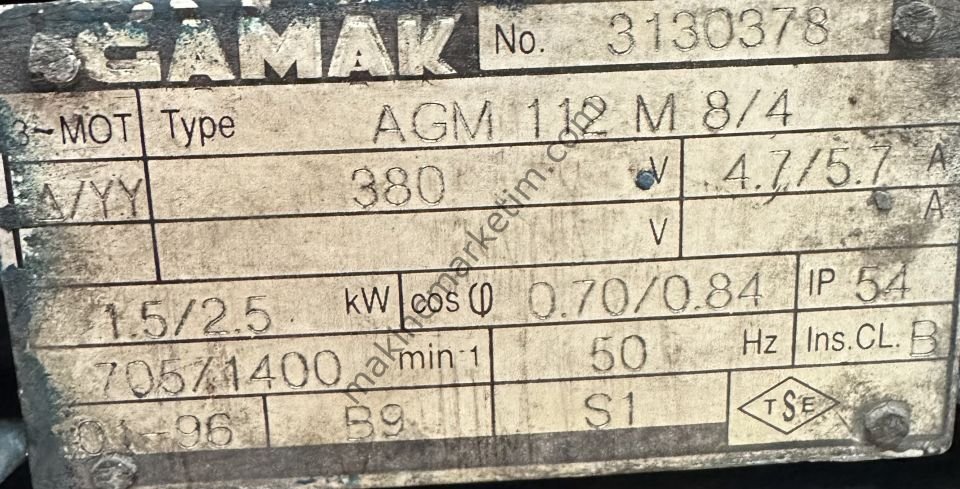 GAMAK No. 3130378
3~MOT Type AGM 112 M 8/4
Δ/YY 380 V 4.7/5.7 A
V A
1.5/2.5 kW cos φ 0.70/0.84 IP 54
705/1400 min-1 50 Hz Ins.CL. B
01-96 B9 S1 TSE
makinemarketim.com